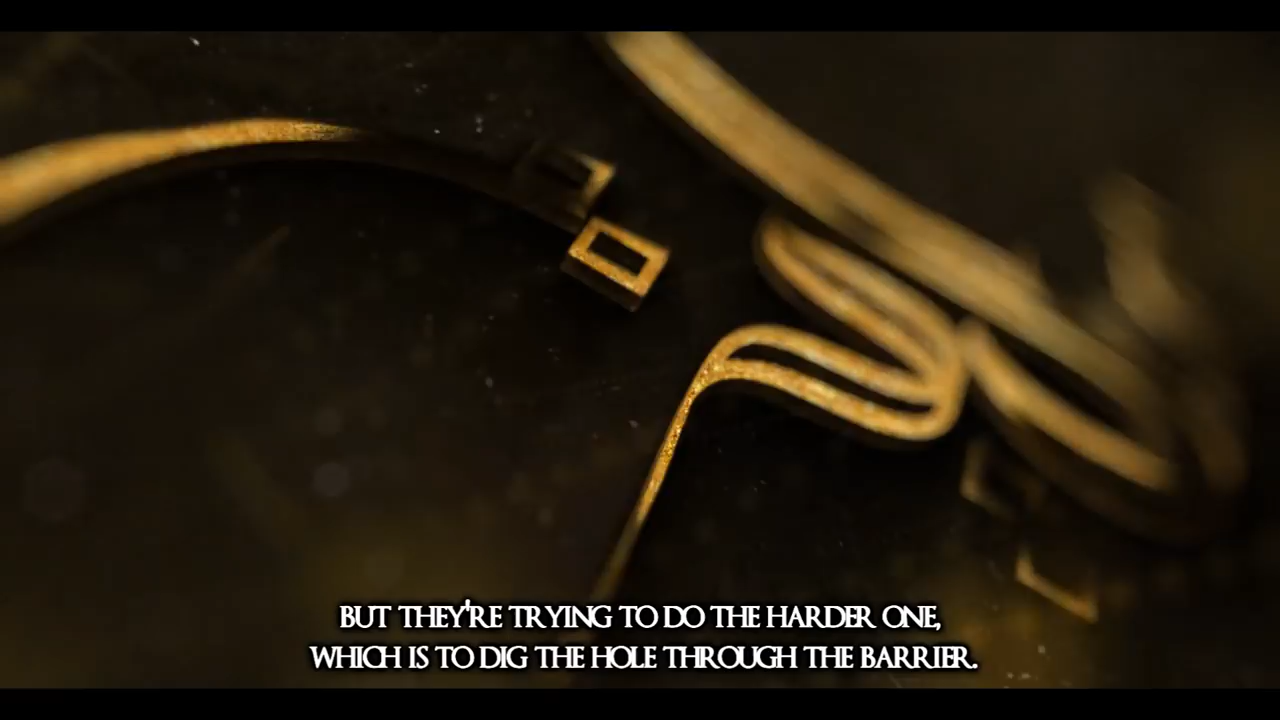 BUT THEY'RE TRYING TO DO THE HARDER ONE,
WHICH IS TO DIG THE HOLE THROUGH THE BARRIER.